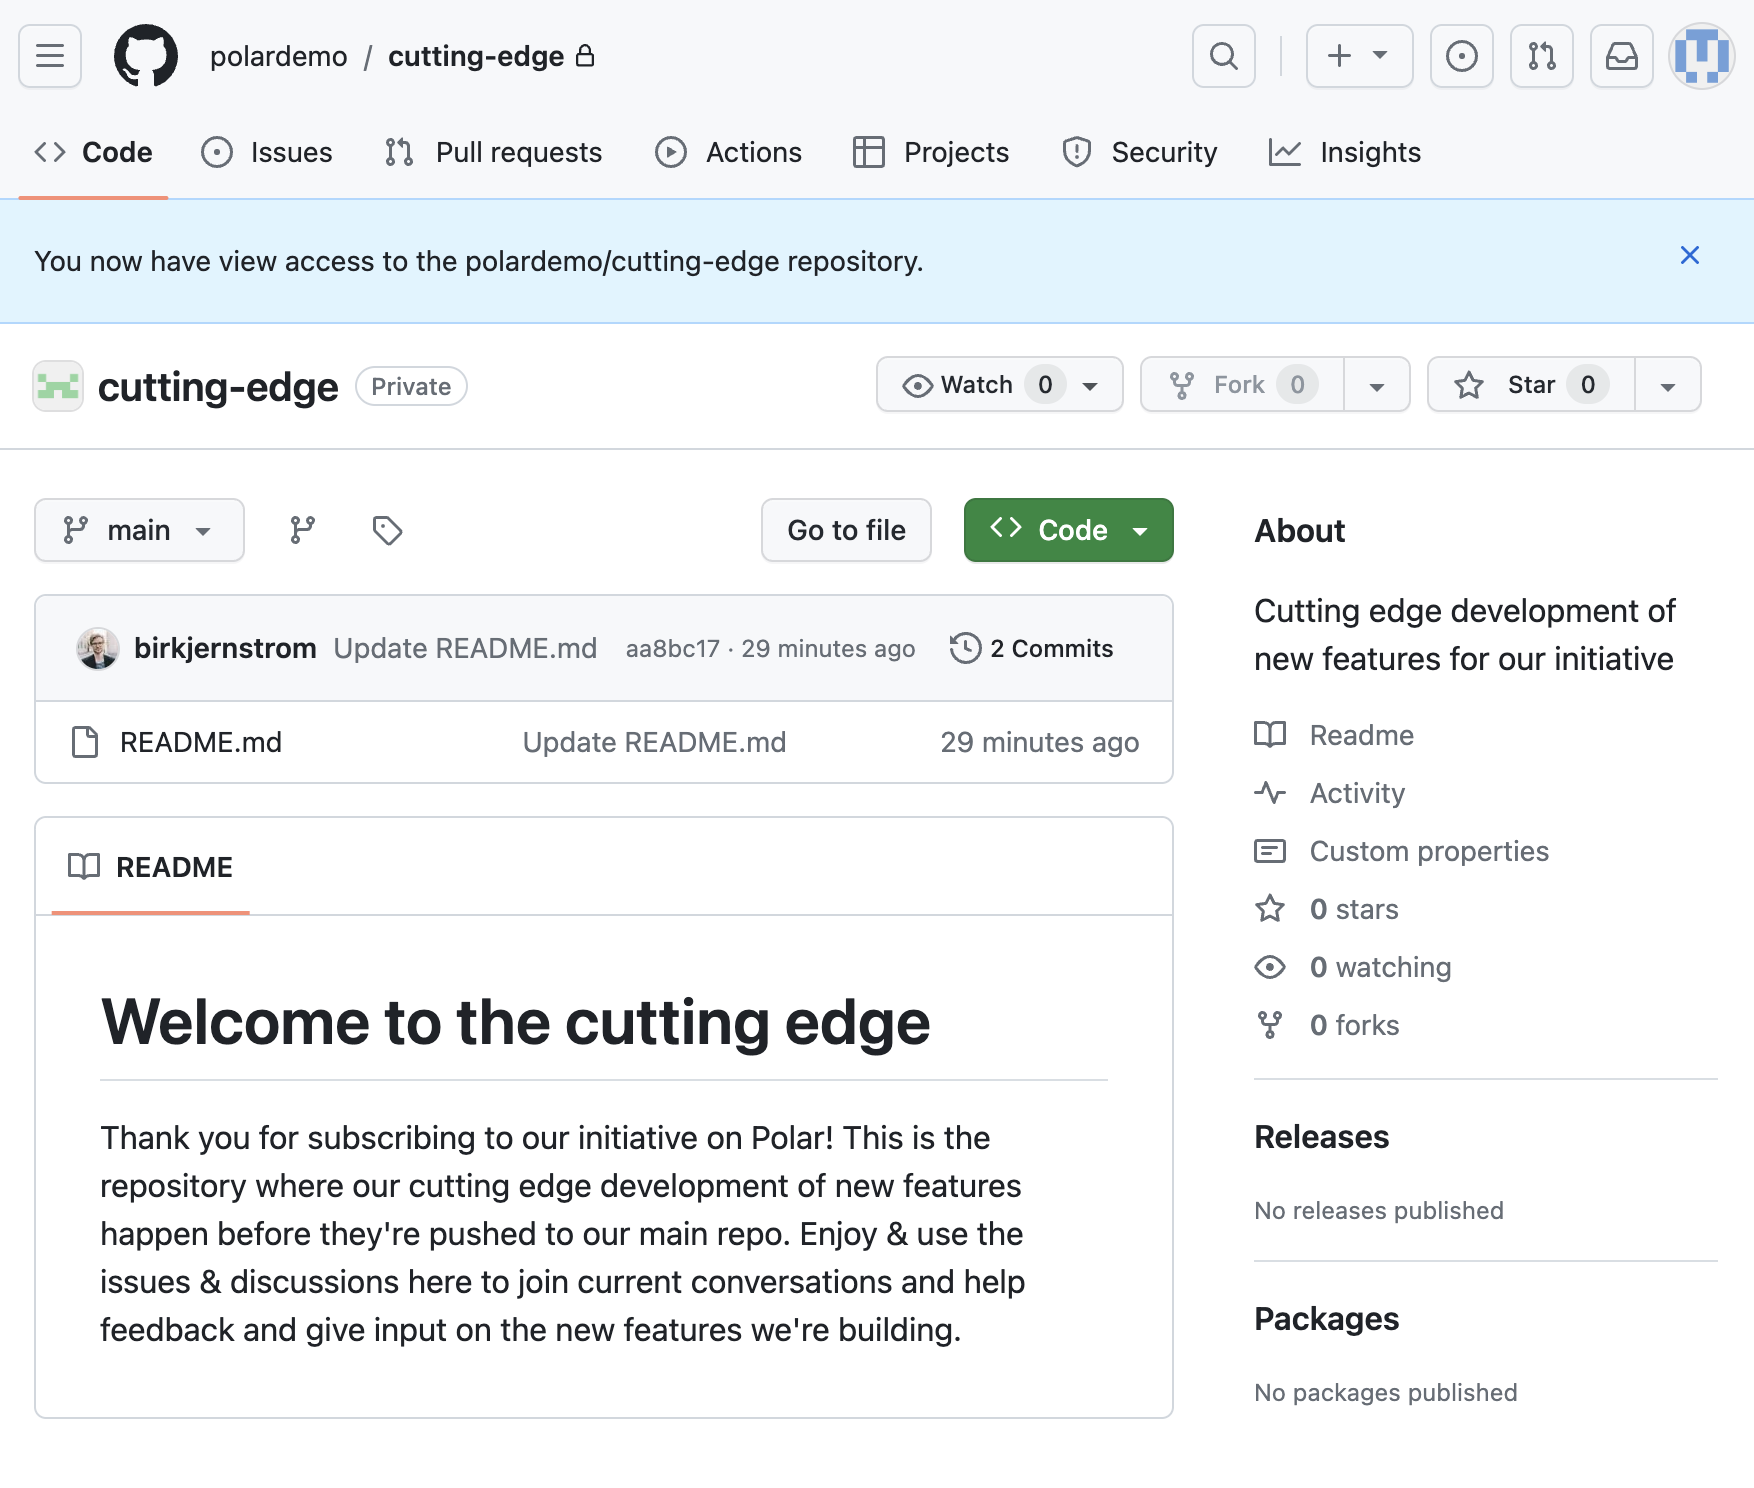 polardemo / cutting-edge
Code
Issues
Pull requests
Actions
Projects
Security
Insights
You now have view access to the polardemo/cutting-edge repository.
cutting-edge
Private
Watch 0
Fork 0
Star 0
main
Go to file
Code
birkjernstrom Update README.md aa8bc17 · 29 minutes ago 2 Commits
README.md Update README.md 29 minutes ago
README
Welcome to the cutting edge
Thank you for subscribing to our initiative on Polar! This is the
repository where our cutting edge development of new features
happen before they're pushed to our main repo. Enjoy & use the
issues & discussions here to join current conversations and help
feedback and give input on the new features we're building.
About
Cutting edge development of
new features for our initiative
Readme
Activity
Custom properties
0 stars
0 watching
0 forks
Releases
No releases published
Packages
No packages published